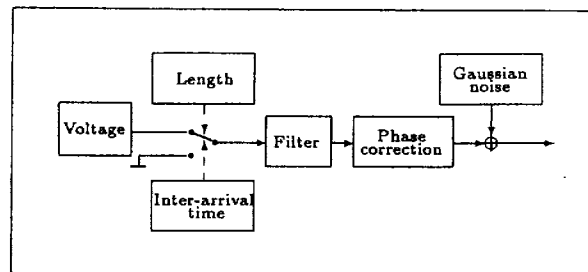 Length
Gaussian
noise
Voltage
Filter
Phase
correction
Inter-arrival
time